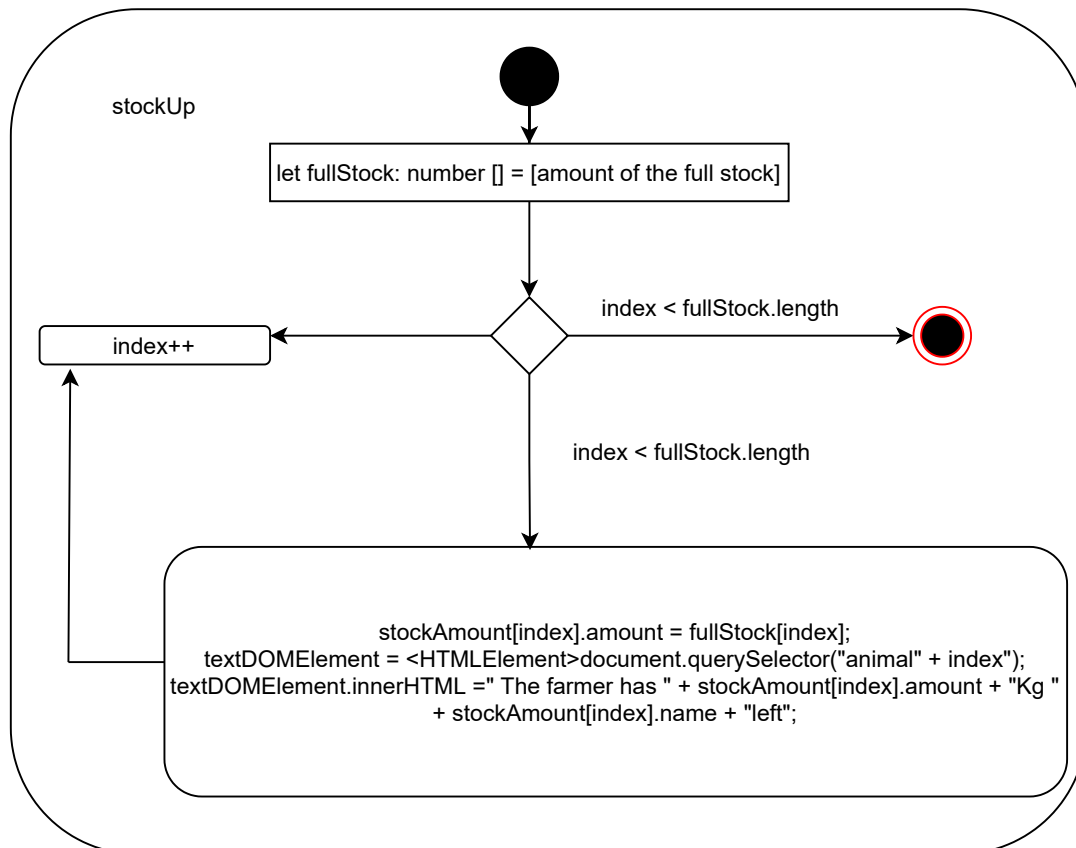 stockUp
let fullStock: number [] = [amount of the full stock]
index < fullStock.length
index++
index < fullStock.length
stockAmount[index].amount = fullStock[index];
textDOMElement = <HTMLElement>document.querySelector("animal" + index");
textDOMElement.innerHTML =" The farmer has " + stockAmount[index].amount + "Kg "
+ stockAmount[index].name + "left";